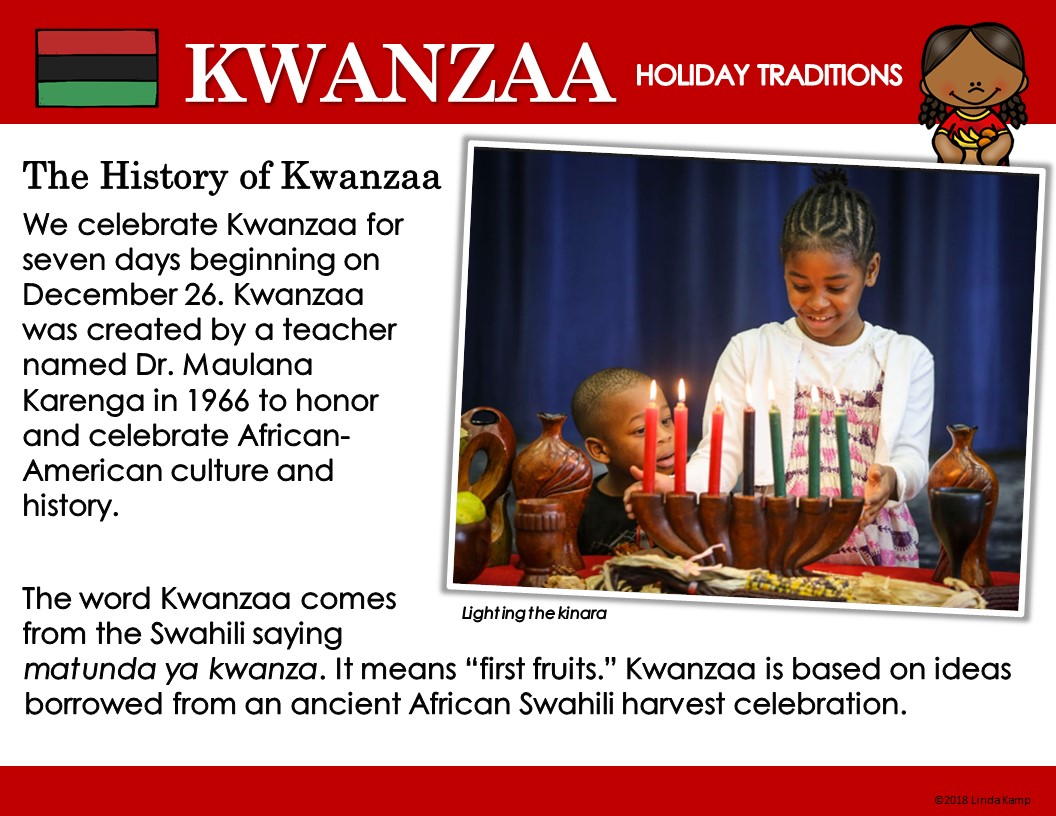 KWANZAA HOLIDAY TRADITIONS
The History of Kwanzaa
We celebrate Kwanzaa for
seven days beginning on
December 26. Kwanzaa
was created by a teacher
named Dr. Maulana
Karenga in 1966 to honor
and celebrate African-
American culture and
history.
Lighting the kinara
The word Kwanzaa comes
from the Swahili saying
matunda ya kwanza. It means “first fruits.” Kwanzaa is based on ideas
borrowed from an ancient African Swahili harvest celebration.
©2018 Linda Kamp